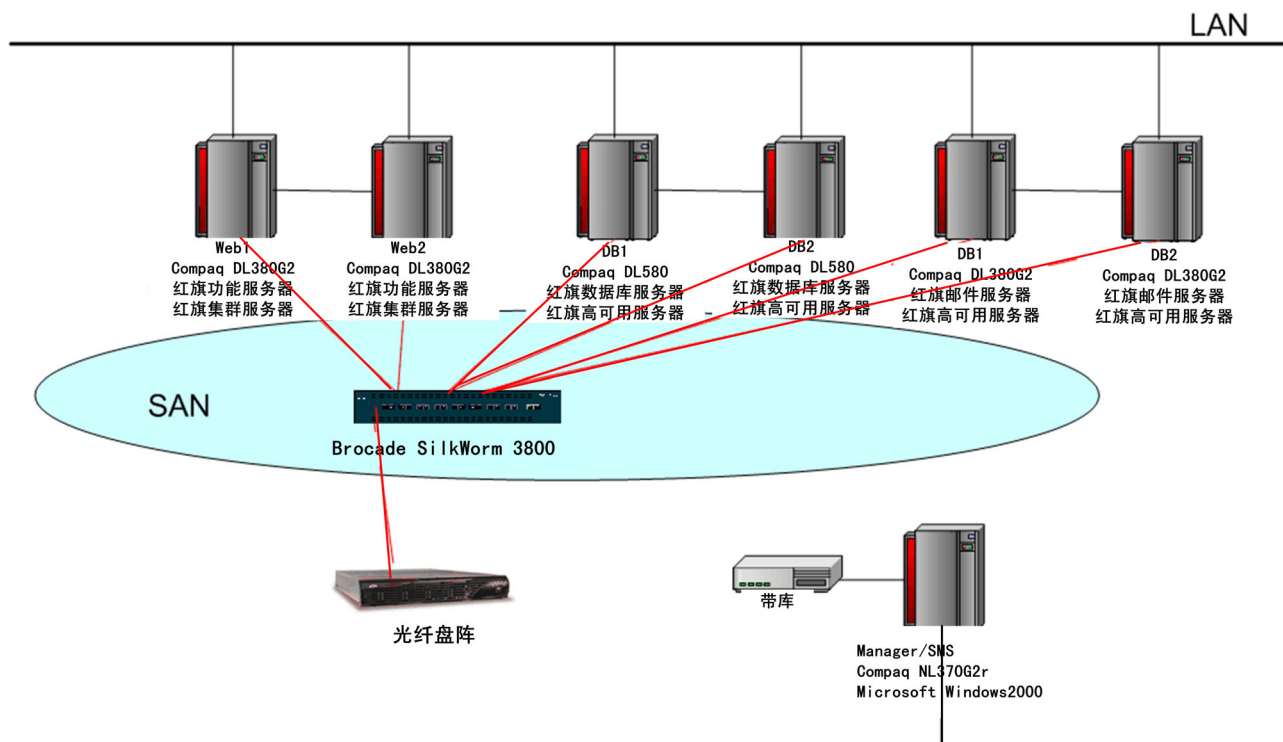 LAN
Web1
Compaq DL380G2
红旗功能服务器
红旗集群服务器
Web2
Compaq DL380G2
红旗功能服务器
红旗集群服务器
DB1
Compaq DL580
红旗数据库服务器
红旗高可用服务器
DB2
Compaq DL580
红旗数据库服务器
红旗高可用服务器
DB1
Compaq DL380G2
红旗邮件服务器
红旗高可用服务器
DB2
Compaq DL380G2
红旗邮件服务器
红旗高可用服务器
SAN
Brocade SilkWorm 3800
光纤盘阵
带库
Manager/SMS
Compaq NL370G2r
Microsoft Windows2000